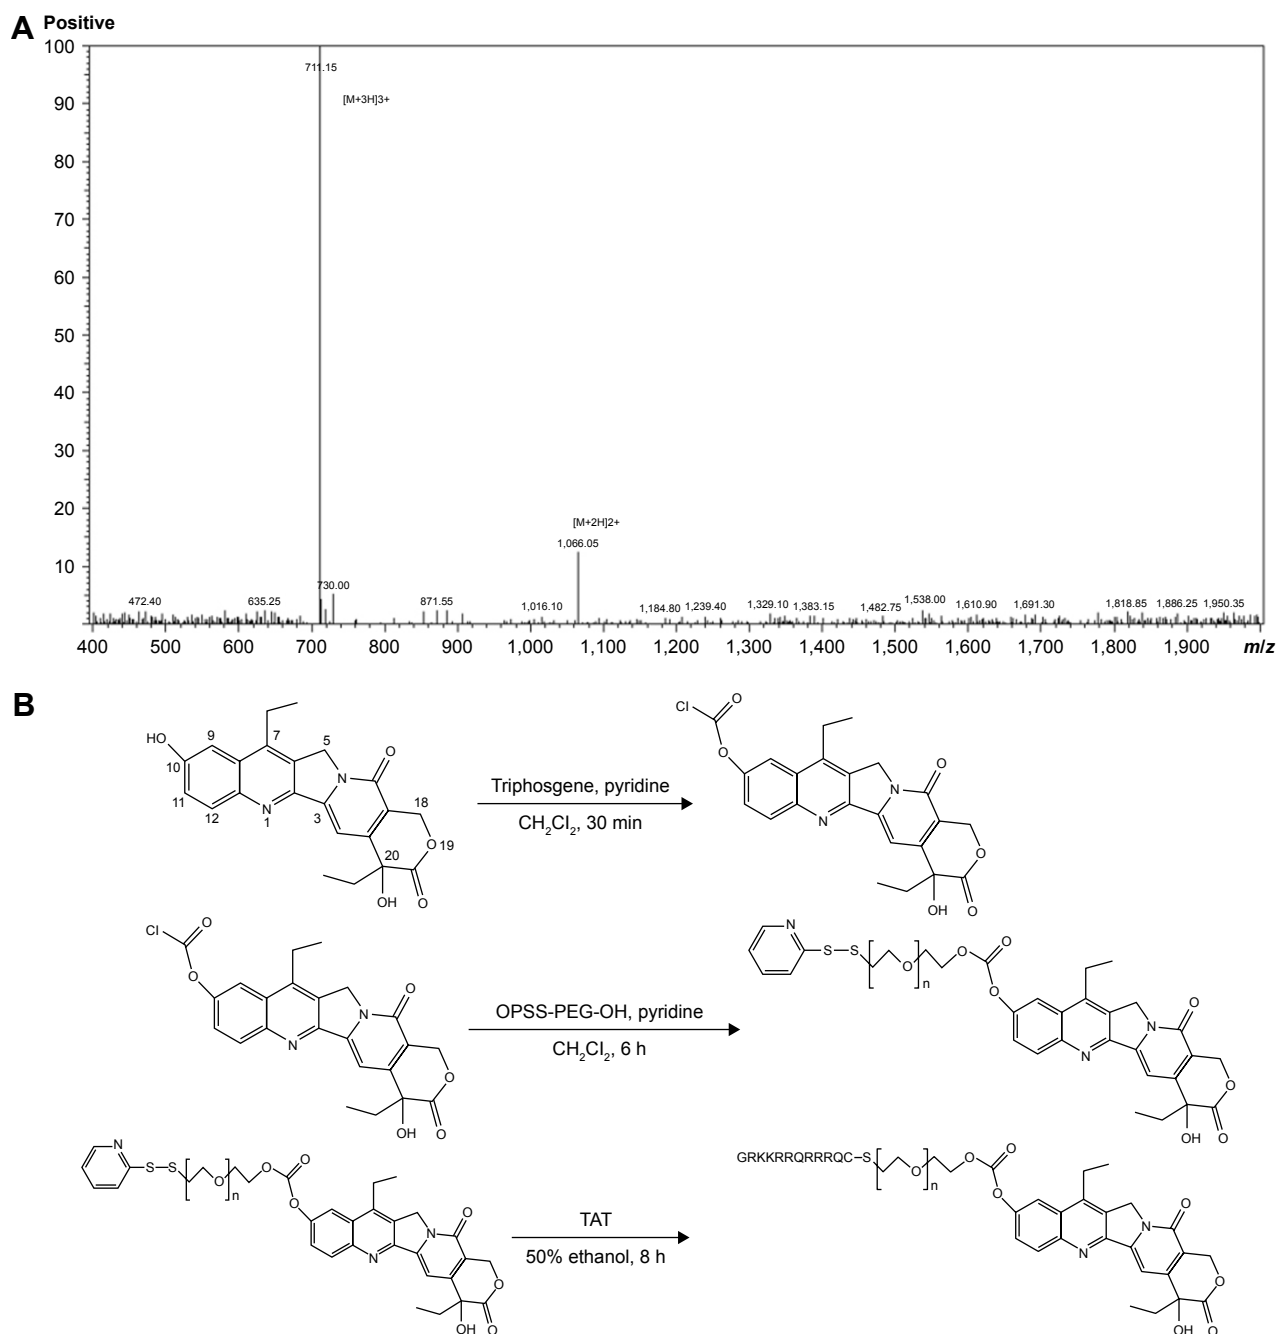 A Positive
100
711.15
[M+3H]3+
90
80
70
60
50
40
30
20
[M+2H]2+
1,066.05
10
730.00
472.40 635.25 871.55 1,016.10 1,184.80 1,239.40 1,329.10 1,383.15 1,482.75 1,538.00 1,610.90 1,691.30 1,818.85 1,886.25 1,950.35
400 500 600 700 800 900 1,000 1,100 1,200 1,300 1,400 1,500 1,600 1,700 1,800 1,900 m/z
B
HO 9 7 5 O
10 N
11 12 N 1 3 18
O 19
20
OH O
Triphosgene, pyridine
CH2Cl2, 30 min
Cl O
O
O
N
N
O
OH O
Cl O
O
O
N
N
O
OH O
OPSS-PEG-OH, pyridine
CH2Cl2, 6 h
N
S–S O n O O
O
O
N
N
O
OH O
N
S–S O n O O
O
O
N
N
O
OH O
TAT
50% ethanol, 8 h
GRKKRRQRRRQC–S O n O O
O
O
N
N
O
OH O